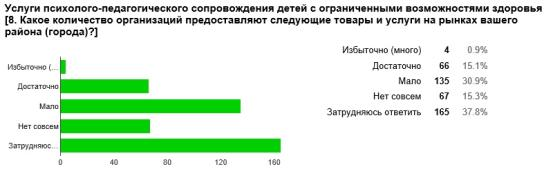 Услуги психолого-педагогического сопровождения детей с ограниченными возможностями здоровья
[8. Какое количество организаций предоставляют следующие товары и услуги на рынках вашего
района (города)?]
Избыточно (...
Достаточно
Мало
Нет совсем
Затрудняюс...
0 40 80 120 160
Избыточно (много) 4 0.9%
Достаточно 66 15.1%
Мало 135 30.9%
Нет совсем 67 15.3%
Затрудняюсь ответить 165 37.8%